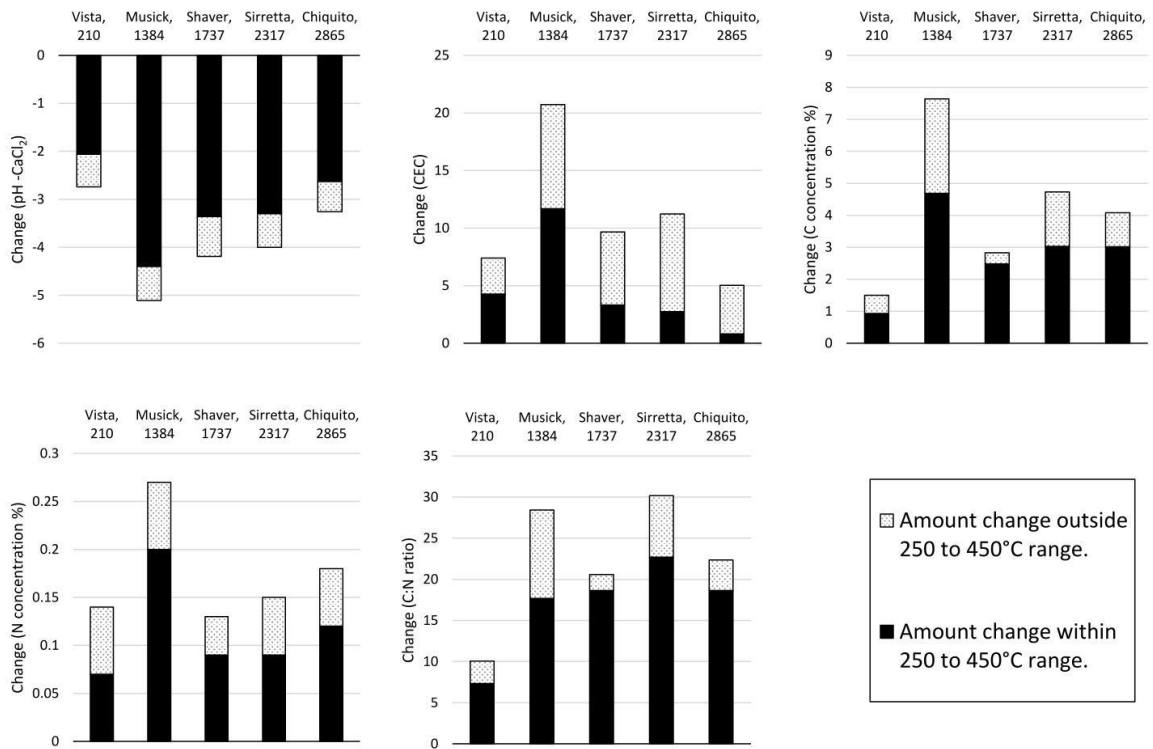 Vista, Musick, Shaver, Sirretta, Chiquito,
210 1384 1737 2317 2865
0
-1
-2
-3
-4
-5
-6
Change (pH -CaCl₂)
Vista, Musick, Shaver, Sirretta, Chiquito,
210 1384 1737 2317 2865
25
20
15
10
5
0
Change (CEC)
Vista, Musick, Shaver, Sirretta, Chiquito,
210 1384 1737 2317 2865
9
8
7
6
5
4
3
2
1
0
Change (C concentration %)
Vista, Musick, Shaver, Sirretta, Chiquito,
210 1384 1737 2317 2865
0.3
0.25
0.2
0.15
0.1
0.05
0
Change (N concentration %)
Vista, Musick, Shaver, Sirretta, Chiquito,
210 1384 1737 2317 2865
35
30
25
20
15
10
5
0
Change (C:N ratio)
Amount change outside
250 to 450°C range.
Amount change within
250 to 450°C range.